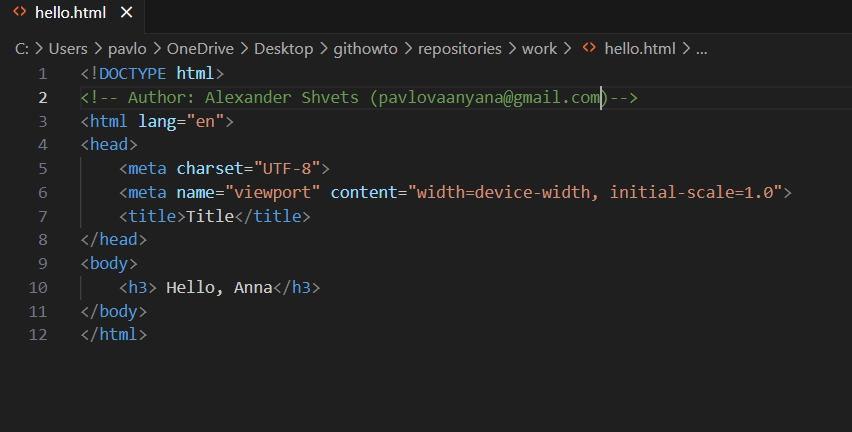 <> hello.html ×
C: > Users > pavlo > OneDrive > Desktop > githowto > repositories > work > <> hello.html > ...
1 <!DOCTYPE html>
2 <!-- Author: Alexander Shvets (pavlovaanyana@gmail.com)-->
3 <html lang="en">
4 <head>
5     <meta charset="UTF-8">
6     <meta name="viewport" content="width=device-width, initial-scale=1.0">
7     <title>Title</title>
8 </head>
9 <body>
10     <h3> Hello, Anna</h3>
11 </body>
12 </html>